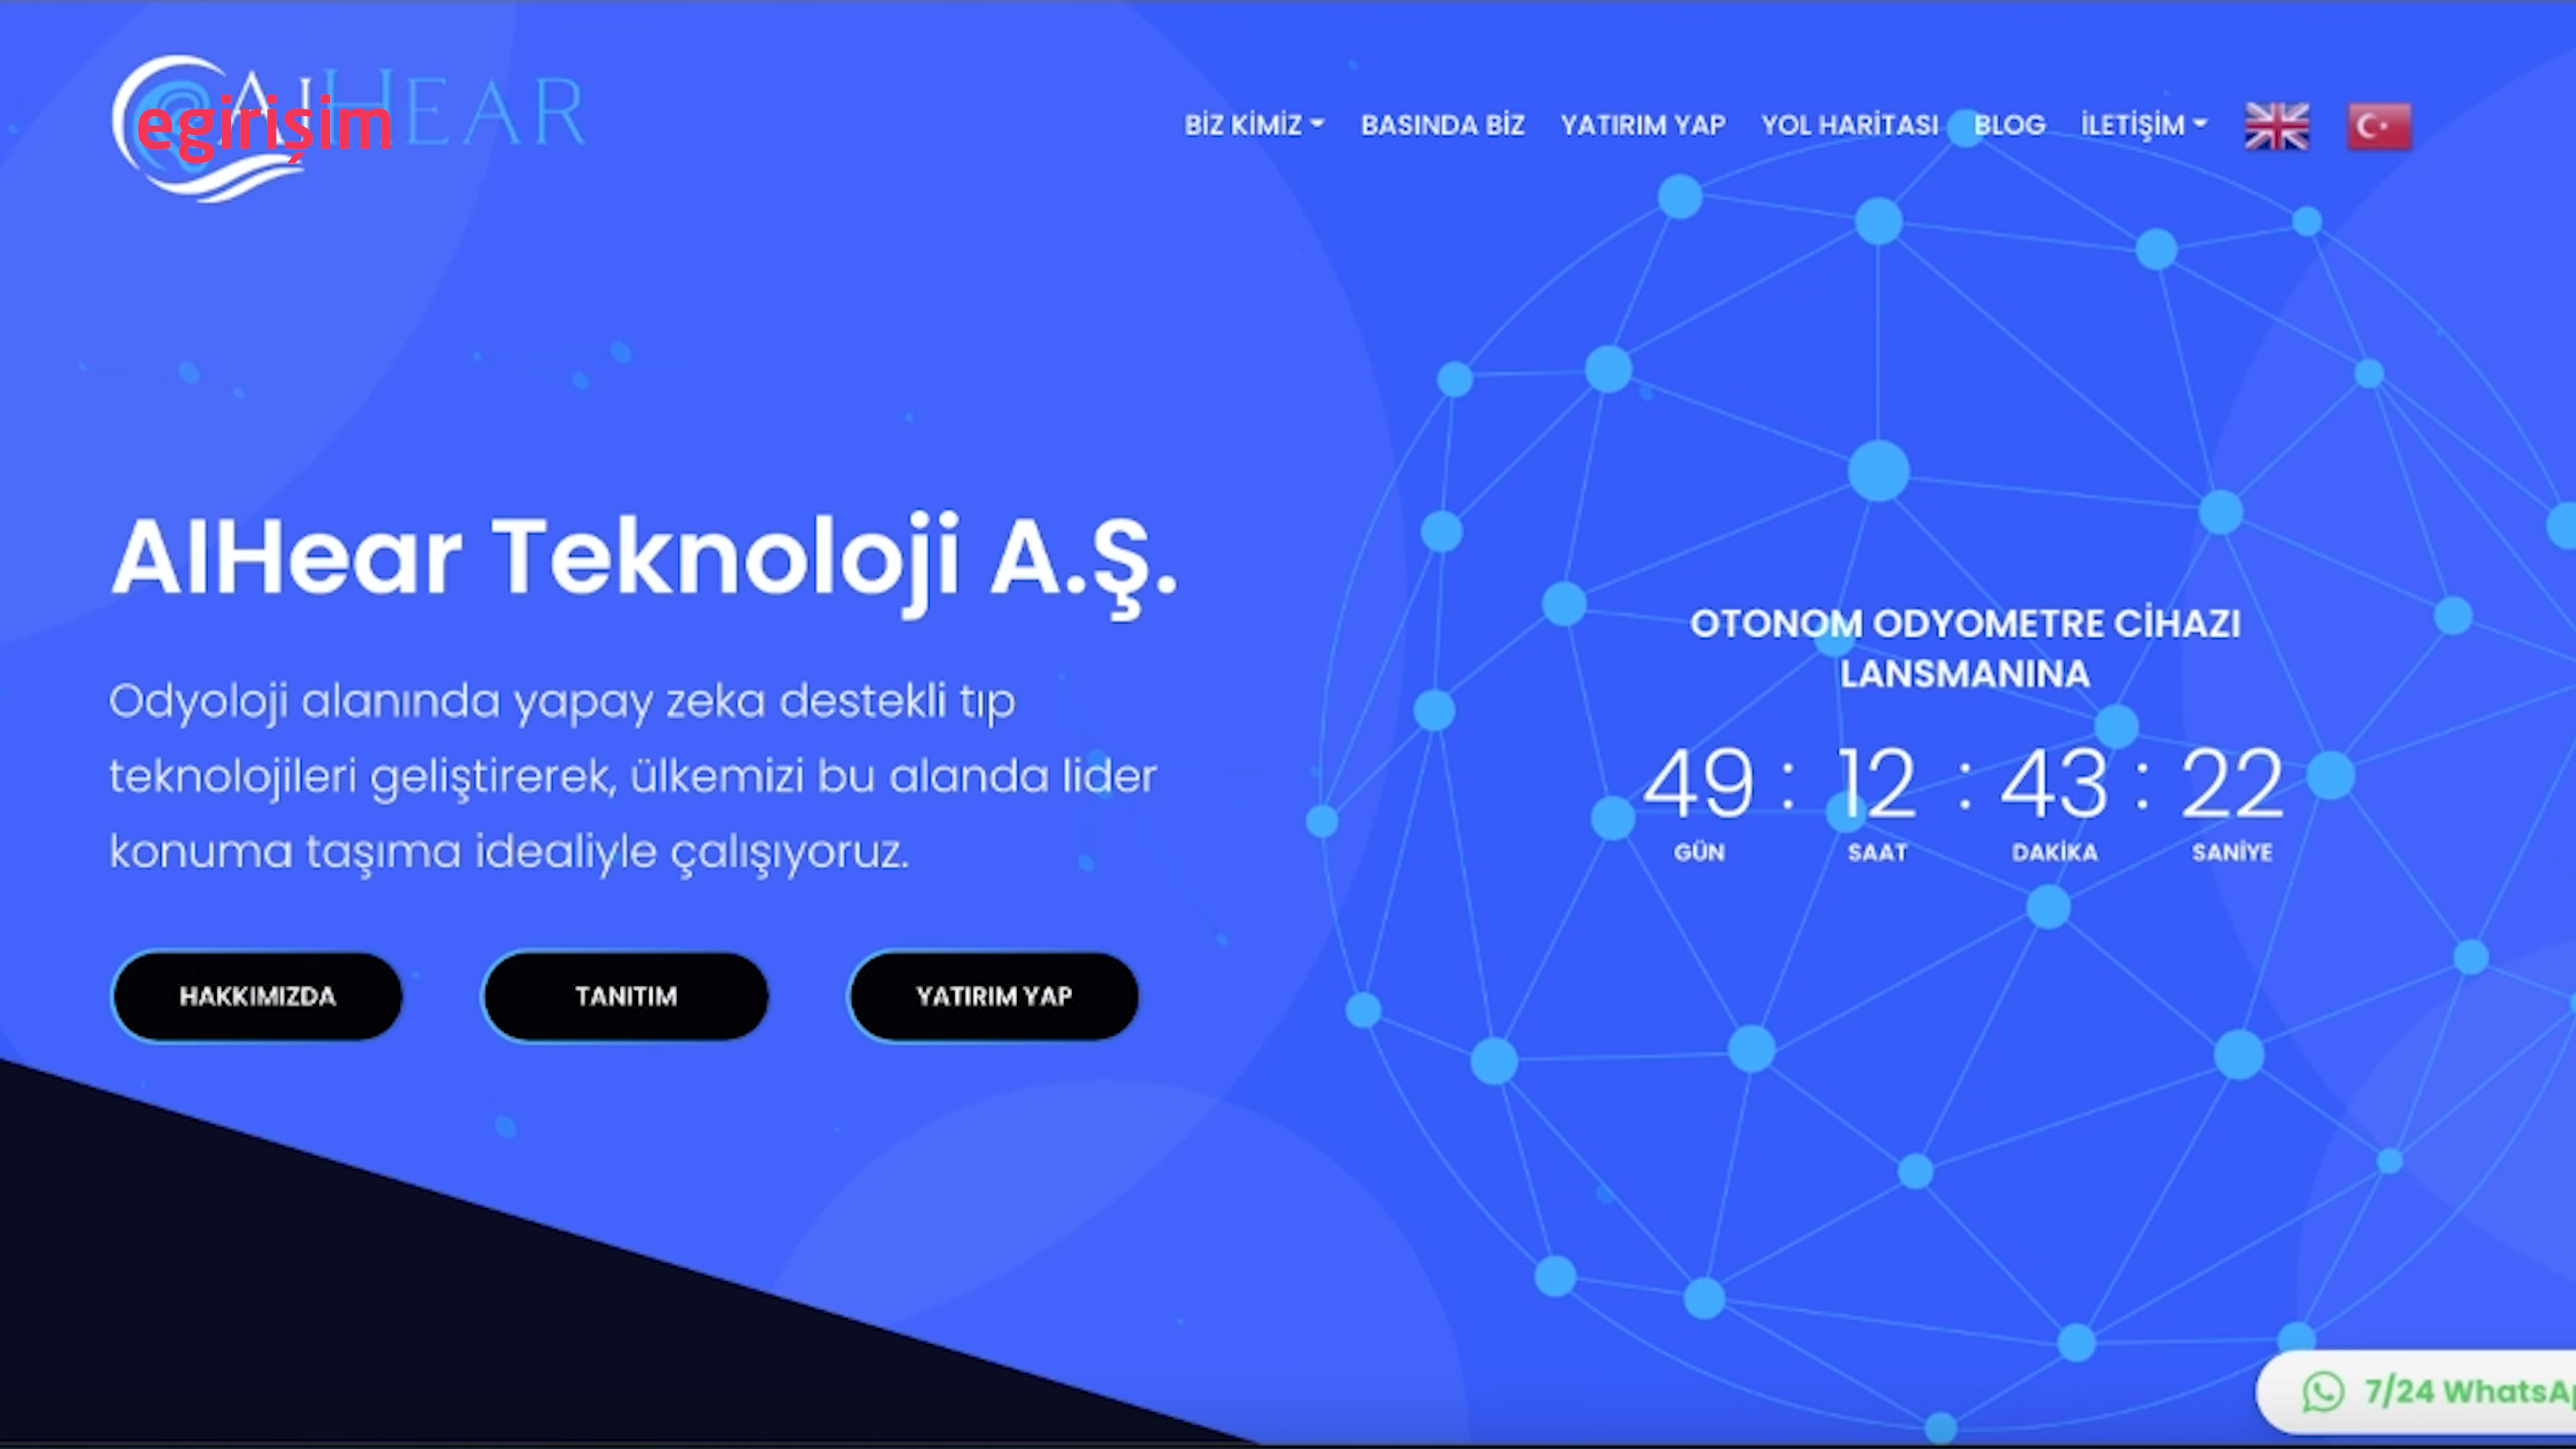 AIHEAR
egirişim
BİZ KİMİZ BASINDA BİZ YATIRIM YAP YOL HARİTASI BLOG İLETİŞİM
AIHear Teknoloji A.Ş.
Odyoloji alanında yapay zeka destekli tıp
teknolojileri geliştirerek, ülkemizi bu alanda lider
konuma taşıma idealiyle çalışıyoruz.
HAKKIMIZDA TANITIM YATIRIM YAP
OTONOM ODYOMETRE CİHAZI
LANSMANINA
49 : 12 : 43 : 22
GÜN SAAT DAKİKA SANİYE
7/24 WhatsAp